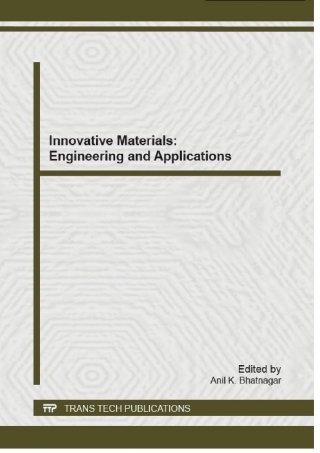 Innovative Materials:
Engineering and Applications
Edited by
Anil K. Bhatnagar
TTP TRANS TECH PUBLICATIONS